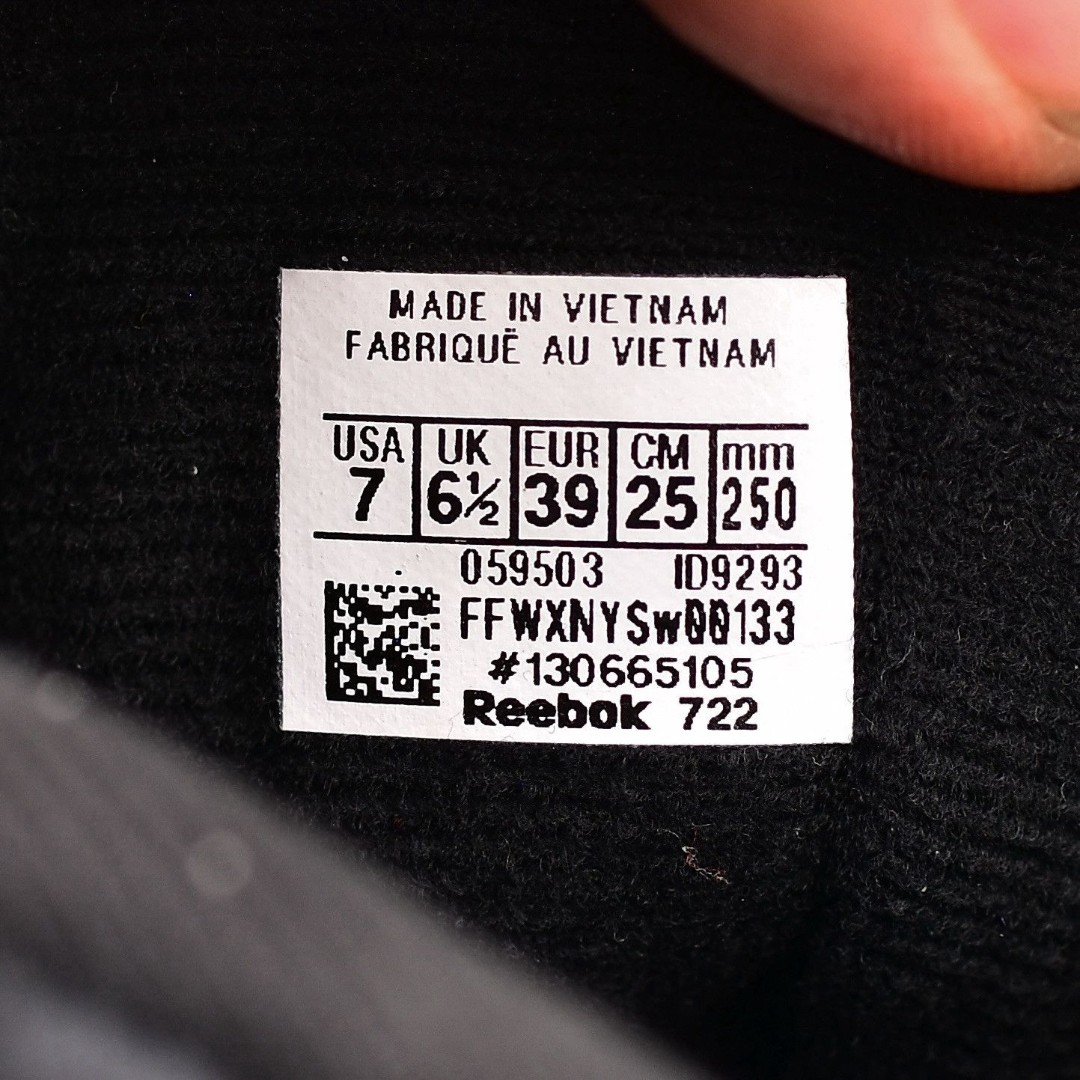 MADE IN VIETNAM
FABRIQUË AU VIETNAM
USA UK EUR CM mm
7 6½ 39 25 250
059503 ID9293
FFWXNYSw00133
#130665105
Reebok 722